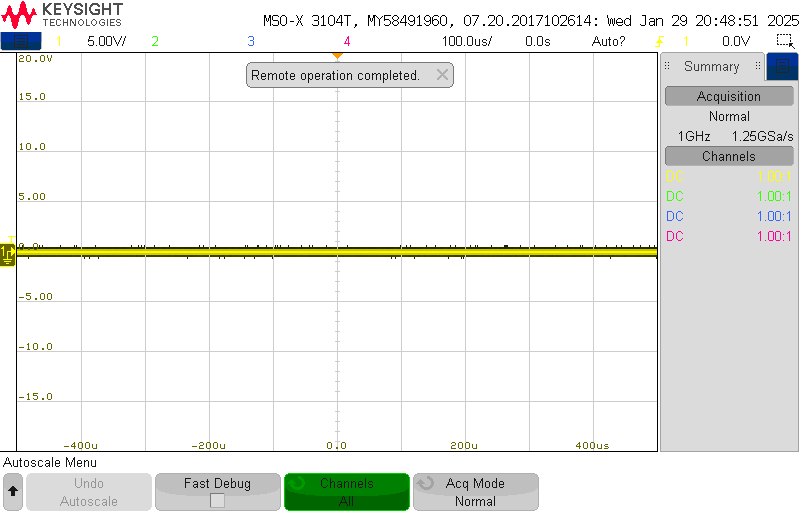 KEYSIGHT
TECHNOLOGIES
MSO-X 3104T, MY58491960, 07.20.2017102614: Wed Jan 29 20:48:51 2025
1 5.00V/ 2 3 4 100.0us/ 0.0s Auto? 1 0.0V
20.0V
Remote operation completed.
Summary
15.0
Acquisition
Normal
1GHz 1.25GSa/s
10.0
Channels
DC 1.00:1
5.00
DC 1.00:1
DC 1.00:1
DC 1.00:1
0.0
1
-5.00
-10.0
-15.0
-400u -200u 0.0 200u 400us
Autoscale Menu
Undo
Autoscale
Fast Debug
Channels
All
Acq Mode
Normal